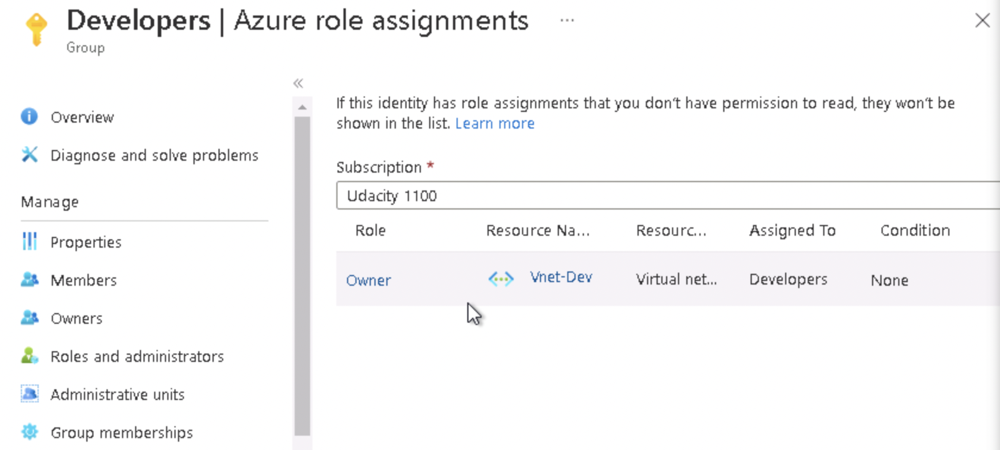 Developers | Azure role assignments ...
Group
«
Overview
Diagnose and solve problems
Manage
Properties
Members
Owners
Roles and administrators
Administrative units
Group memberships
If this identity has role assignments that you don't have permission to read, they won't be
shown in the list. Learn more
Subscription *
Udacity 1100
Role Resource Na... Resourc... Assigned To Condition
Owner Vnet-Dev Virtual net... Developers None